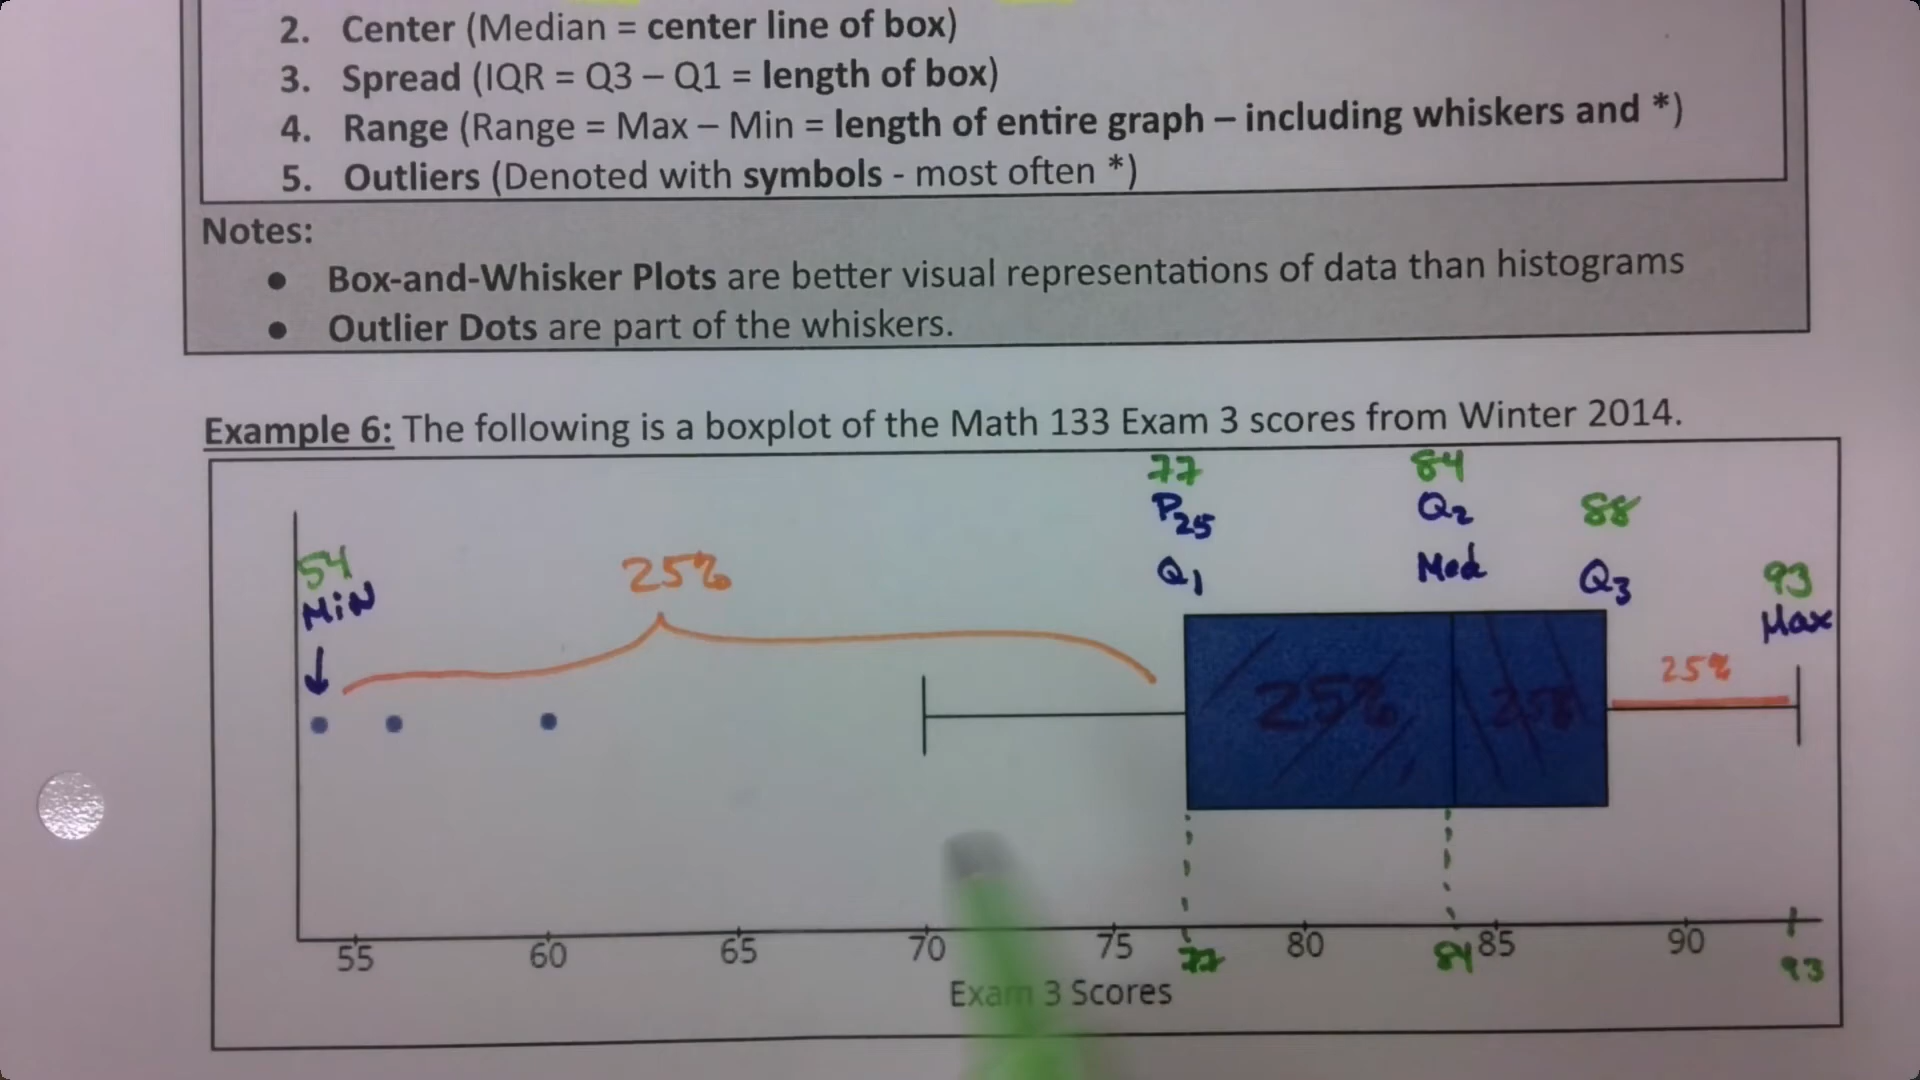 2. Center (Median = center line of box)
3. Spread (IQR = Q3 – Q1 = length of box)
4. Range (Range = Max – Min = length of entire graph – including whiskers and *)
5. Outliers (Denoted with symbols - most often *)
Notes:
● Box-and-Whisker Plots are better visual representations of data than histograms
● Outlier Dots are part of the whiskers.
Example 6: The following is a boxplot of the Math 133 Exam 3 scores from Winter 2014.
77 84
P25 Q2 88
54 25% Q1 Med Q3 93
MiN Max
25%
25% 25%
55 60 65 70 75 77 80 84 85 90 93
Exam 3 Scores